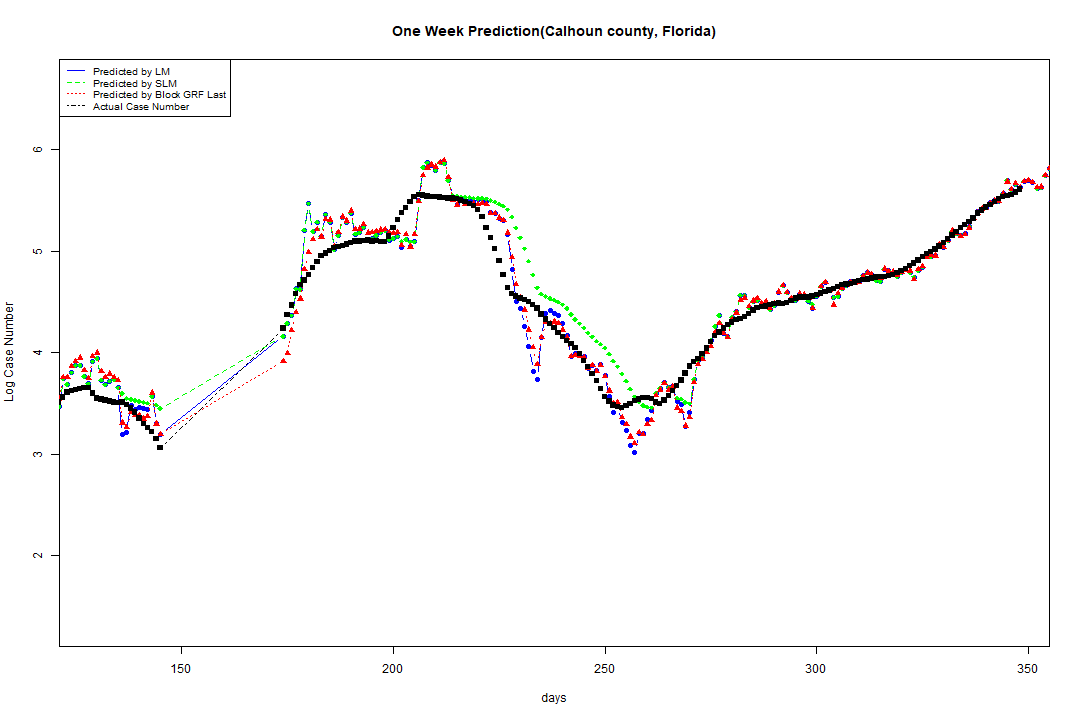 One Week Prediction(Calhoun county, Florida)
Predicted by LM
Predicted by SLM
Predicted by Block GRF Last
Actual Case Number
6
5
4
3
2
Log Case Number
150 200 250 300 350
days